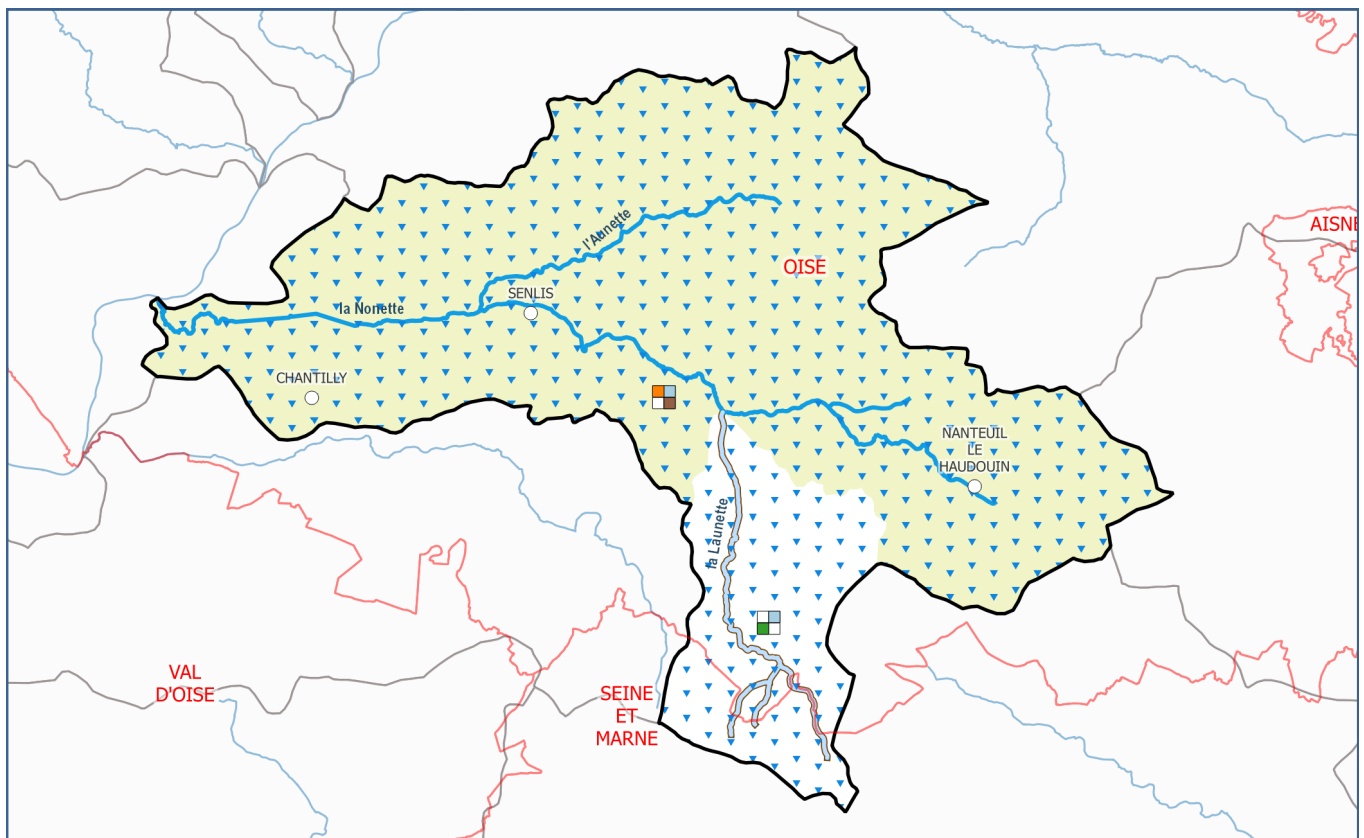 AISNE
l'Aunette
OISE
SENLIS
la Nonette
CHANTILLY
NANTEUIL
LE
HAUDOUIN
la Launette
VAL
D'OISE
SEINE
ET
MARNE